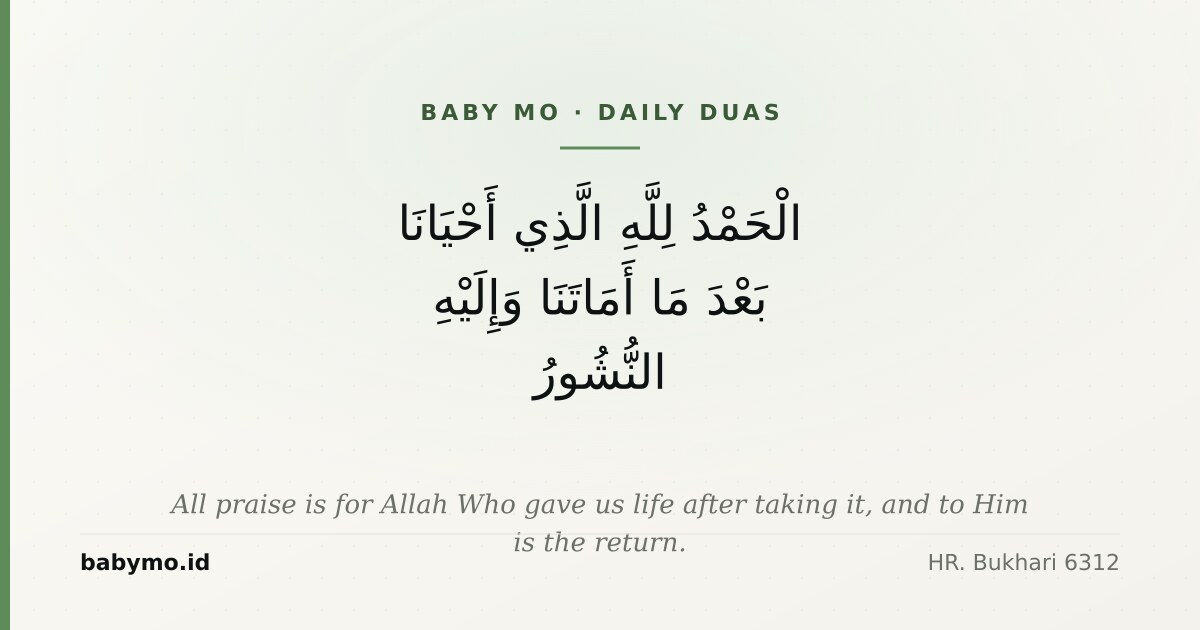 BABY MO · DAILY DUAS
الْحَمْدُ لِلَّهِ الَّذِي أَحْيَانَا
بَعْدَ مَا أَمَاتَنَا وَإِلَيْهِ
النُّشُورُ
All praise is for Allah Who gave us life after taking it, and to Him
is the return.
babymo.id
HR. Bukhari 6312